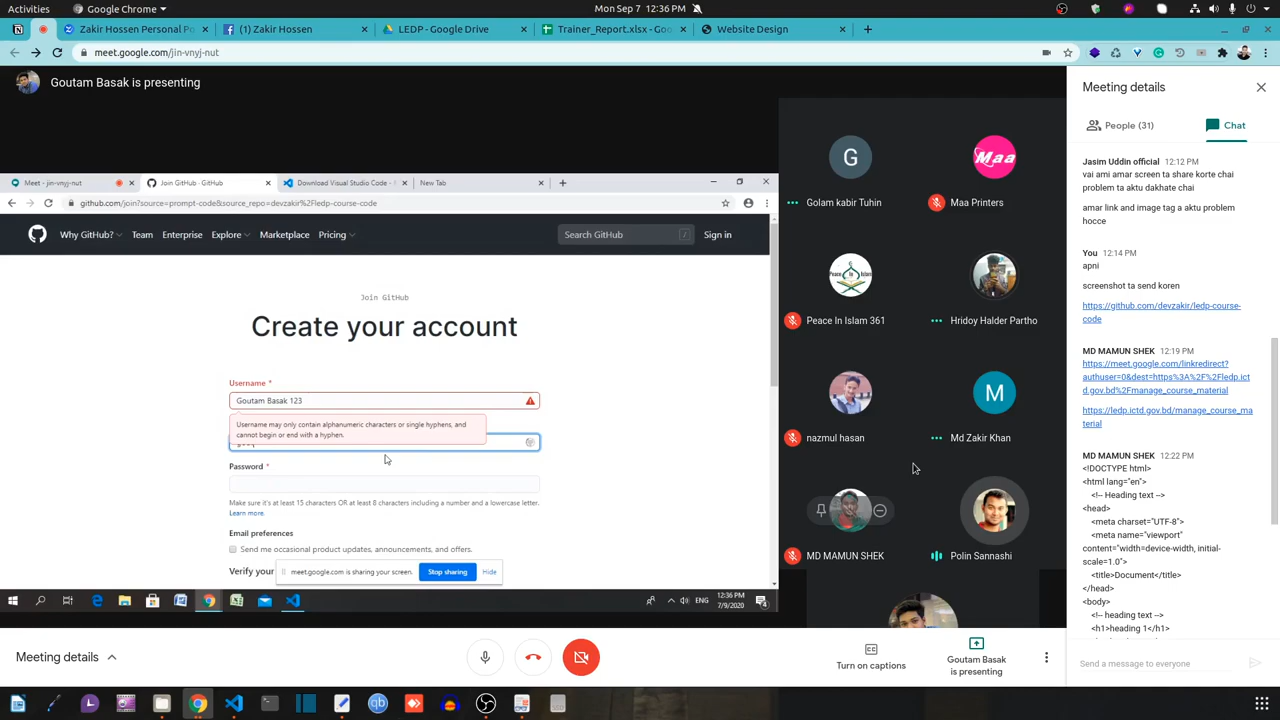 Activities
Google Chrome
Mon Sep 7 12:36 PM
Zakir Hossen Personal Po
(1) Zakir Hossen
LEDP - Google Drive
Trainer_Report.xlsx - Goo
Website Design
meet.google.com/jin-vnyj-nut
Goutam Basak is presenting
Meet - jin-vnyj-nut
Join GitHub · GitHub
Download Visual Studio Code -
New Tab
github.com/join?source=prompt-code&source_repo=devzakir%2Fledp-course-code
Why GitHub?
Team
Enterprise
Explore
Marketplace
Pricing
Search GitHub
/
Sign in
Join GitHub
Create your account
Username *
Goutam Basak 123
Username may only contain alphanumeric characters or single hyphens, and
cannot begin or end with a hyphen.
Password *
Make sure it's at least 15 characters OR at least 8 characters including a number and a lowercase letter.
Learn more.
Email preferences
Send me occasional product updates, announcements, and offers.
Verify your
meet.google.com is sharing your screen.
Stop sharing
Hide
ENG
12:36 PM
7/9/2020
4
G
Golam kabir Tuhin
Maa
Maa Printers
Peace in Islam
Peace In Islam 361
Hridoy Halder Partho
nazmul hasan
M
Md Zakir Khan
MD MAMUN SHEK
Polin Sannashi
Meeting details
Turn on captions
Goutam Basak
is presenting
Meeting details
People (31)
Chat
Jasim Uddin official 12:12 PM
vai ami amar screen ta share korte chai
problem ta aktu dakhate chai
amar link and image tag a aktu problem
hocce
You 12:14 PM
apni
screenshot ta send koren
https://github.com/devzakir/ledp-course-
code
MD MAMUN SHEK 12:19 PM
https://meet.google.com/linkredirect?
authuser=0&dest=https%3A%2F%2Fledp.ict
d.gov.bd%2Fmanage_course_material
https://ledp.ictd.gov.bd/manage_course_ma
terial
MD MAMUN SHEK 12:22 PM
<!DOCTYPE html>
<html lang="en">
<!-- Heading text -->
<head>
<meta charset="UTF-8">
<meta name="viewport"
content="width=device-width, initial-
scale=1.0">
<title>Document</title>
</head>
<body>
<!-- heading text -->
<h1>heading 1</h1>
Send a message to everyone
qb